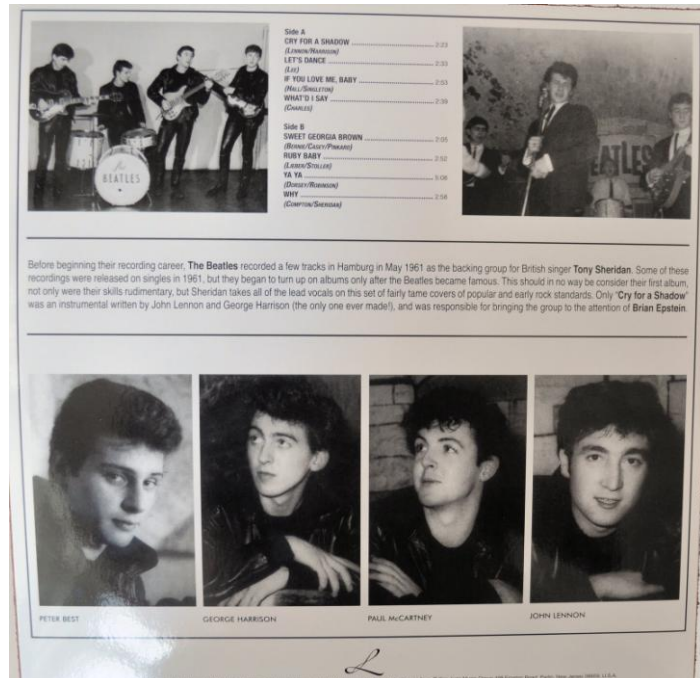 Side A
CRY FOR A SHADOW 2:23
(LENNON/HARRISON)
LET'S DANCE 2:33
(LEE)
IF YOU LOVE ME, BABY 2:03
(HALL/SINGLETON)
WHAT'D I SAY 2:39
(CHARLES)
Side B
SWEET GEORGIA BROWN 2:05
(BERNIE/CASEY/PINKARD)
RUBY BABY 2:52
(LIEBER/STOLLER)
YA YA 5:06
(DORSEY/ROBINSON)
WHY 2:58
(COMPTON/SHERIDAN)
The
BEATLES
EATLES
Before beginning their recording career, The Beatles recorded a few tracks in Hamburg in May 1961 as the backing group for British singer Tony Sheridan. Some of these
recordings were released on singles in 1961, but they began to turn up on albums only after the Beatles became famous. This should in no way be consider their first album,
not only were their skills rudimentary, but Sheridan takes all of the lead vocals on this set of fairly tame covers of popular and early rock standards. Only "Cry for a Shadow"
was an instrumental written by John Lennon and George Harrison (the only one ever made!), and was responsible for bringing the group to the attention of Brian Epstein.
PETER BEST
GEORGE HARRISON
PAUL McCARTNEY
JOHN LENNON
L
New Jersey U.S.A.